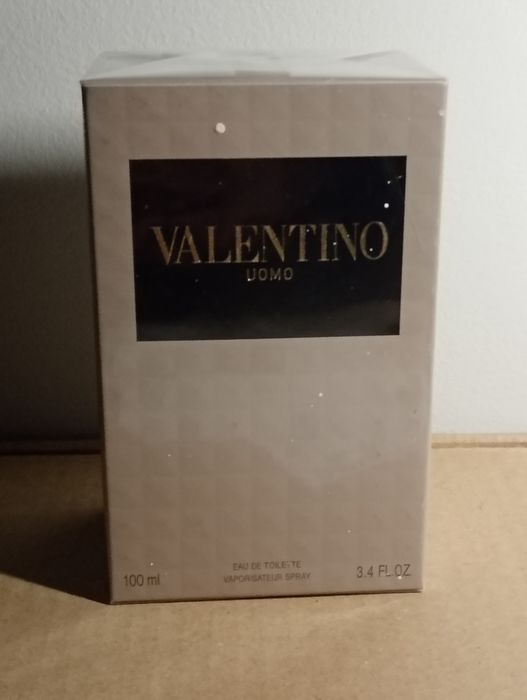 VALENTINO
UOMO
EAU DE TOILETTE
100 ml VAPORISATEUR SPRAY 3.4 FL.OZ